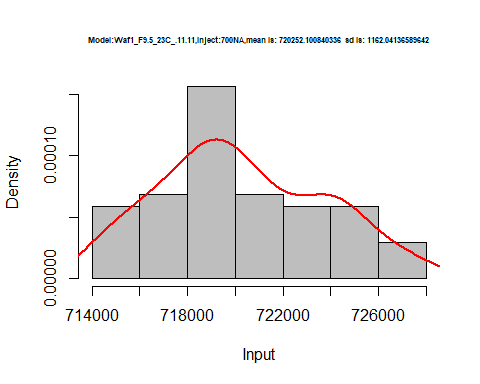 Model:Waf1_F9.5_23C_.11.11,Inject:700NA,mean is: 720252.100840336 sd is: 1162.04136589642
Density
0.00010
0.00000
714000 718000 722000 726000
Input